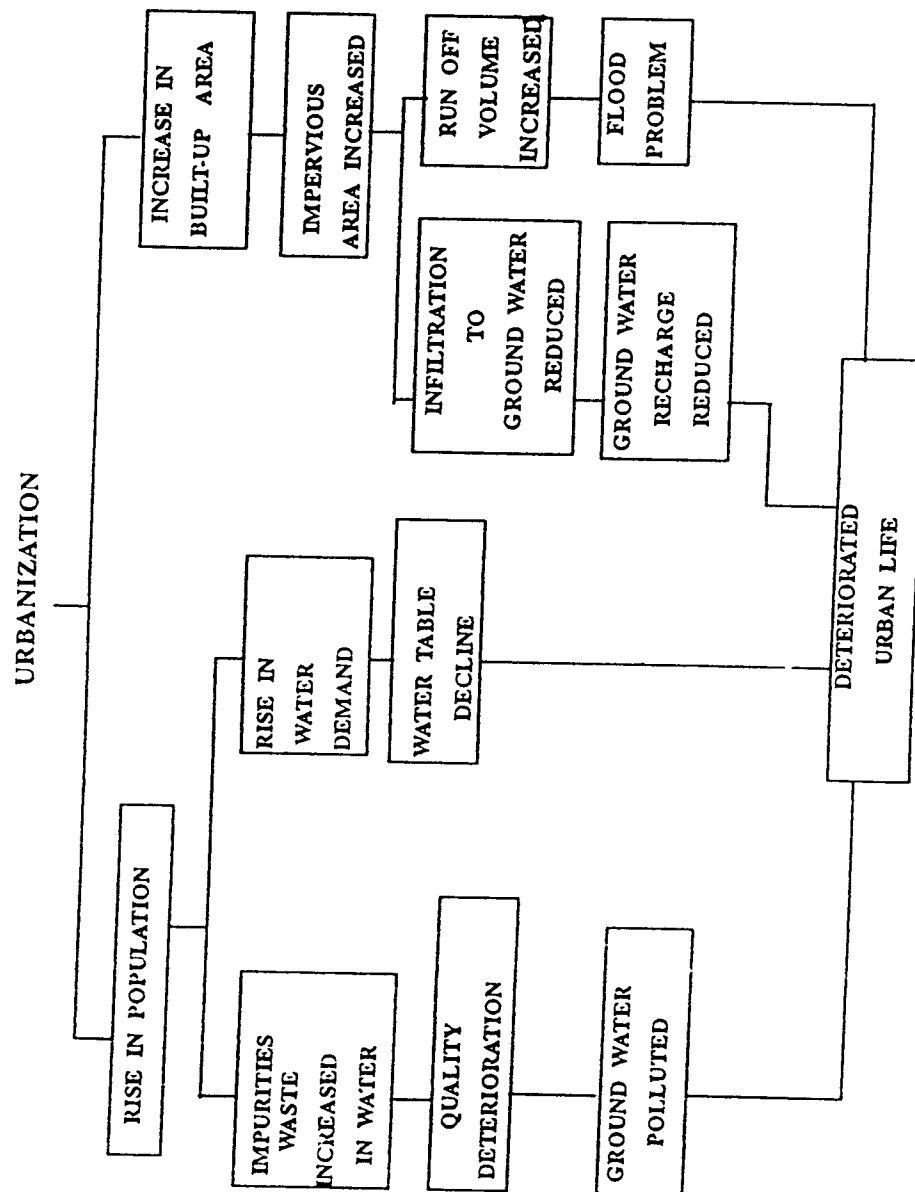 URBANIZATION
RISE IN POPULATION
INCREASE IN
BUILT-UP AREA
IMPURITIES
WASTE
INCREASED
IN WATER
RISE IN
WATER
DEMAND
IMPERVIOUS
AREA INCREASED
QUALITY
DETERIORATION
WATER TABLE
DECLINE
INFILTRATION
TO
GROUND WATER
REDUCED
RUN OFF
VOLUME
INCREASED
GROUND WATER
POLLUTED
GROUND WATER
RECHARGE
REDUCED
FLOOD
PROBLEM
DETERIORATED
URBAN LIFE